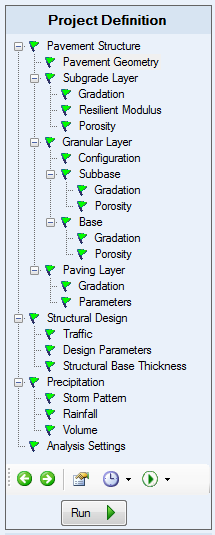 Project Definition
Pavement Structure
Pavement Geometry
Subgrade Layer
Gradation
Resilient Modulus
Porosity
Granular Layer
Configuration
Subbase
Gradation
Porosity
Base
Gradation
Porosity
Paving Layer
Gradation
Parameters
Structural Design
Traffic
Design Parameters
Structural Base Thickness
Precipitation
Storm Pattern
Rainfall
Volume
Analysis Settings
Run